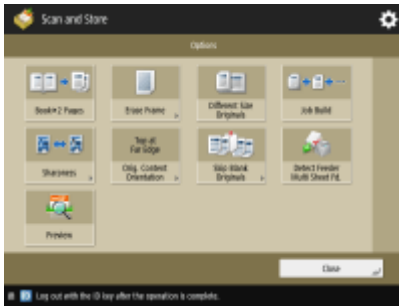 Scan and Store
Options
Book➔2 Pages
Erase Frame
Different Size
Originals
Job Build
Sharpness
Top at
Far Edge
Orig. Content
Orientation
Skip Blank
Originals
Detect Feeder
Multi Sheet Fd.
Preview
Close
Log out with the ID key after the operation is complete.